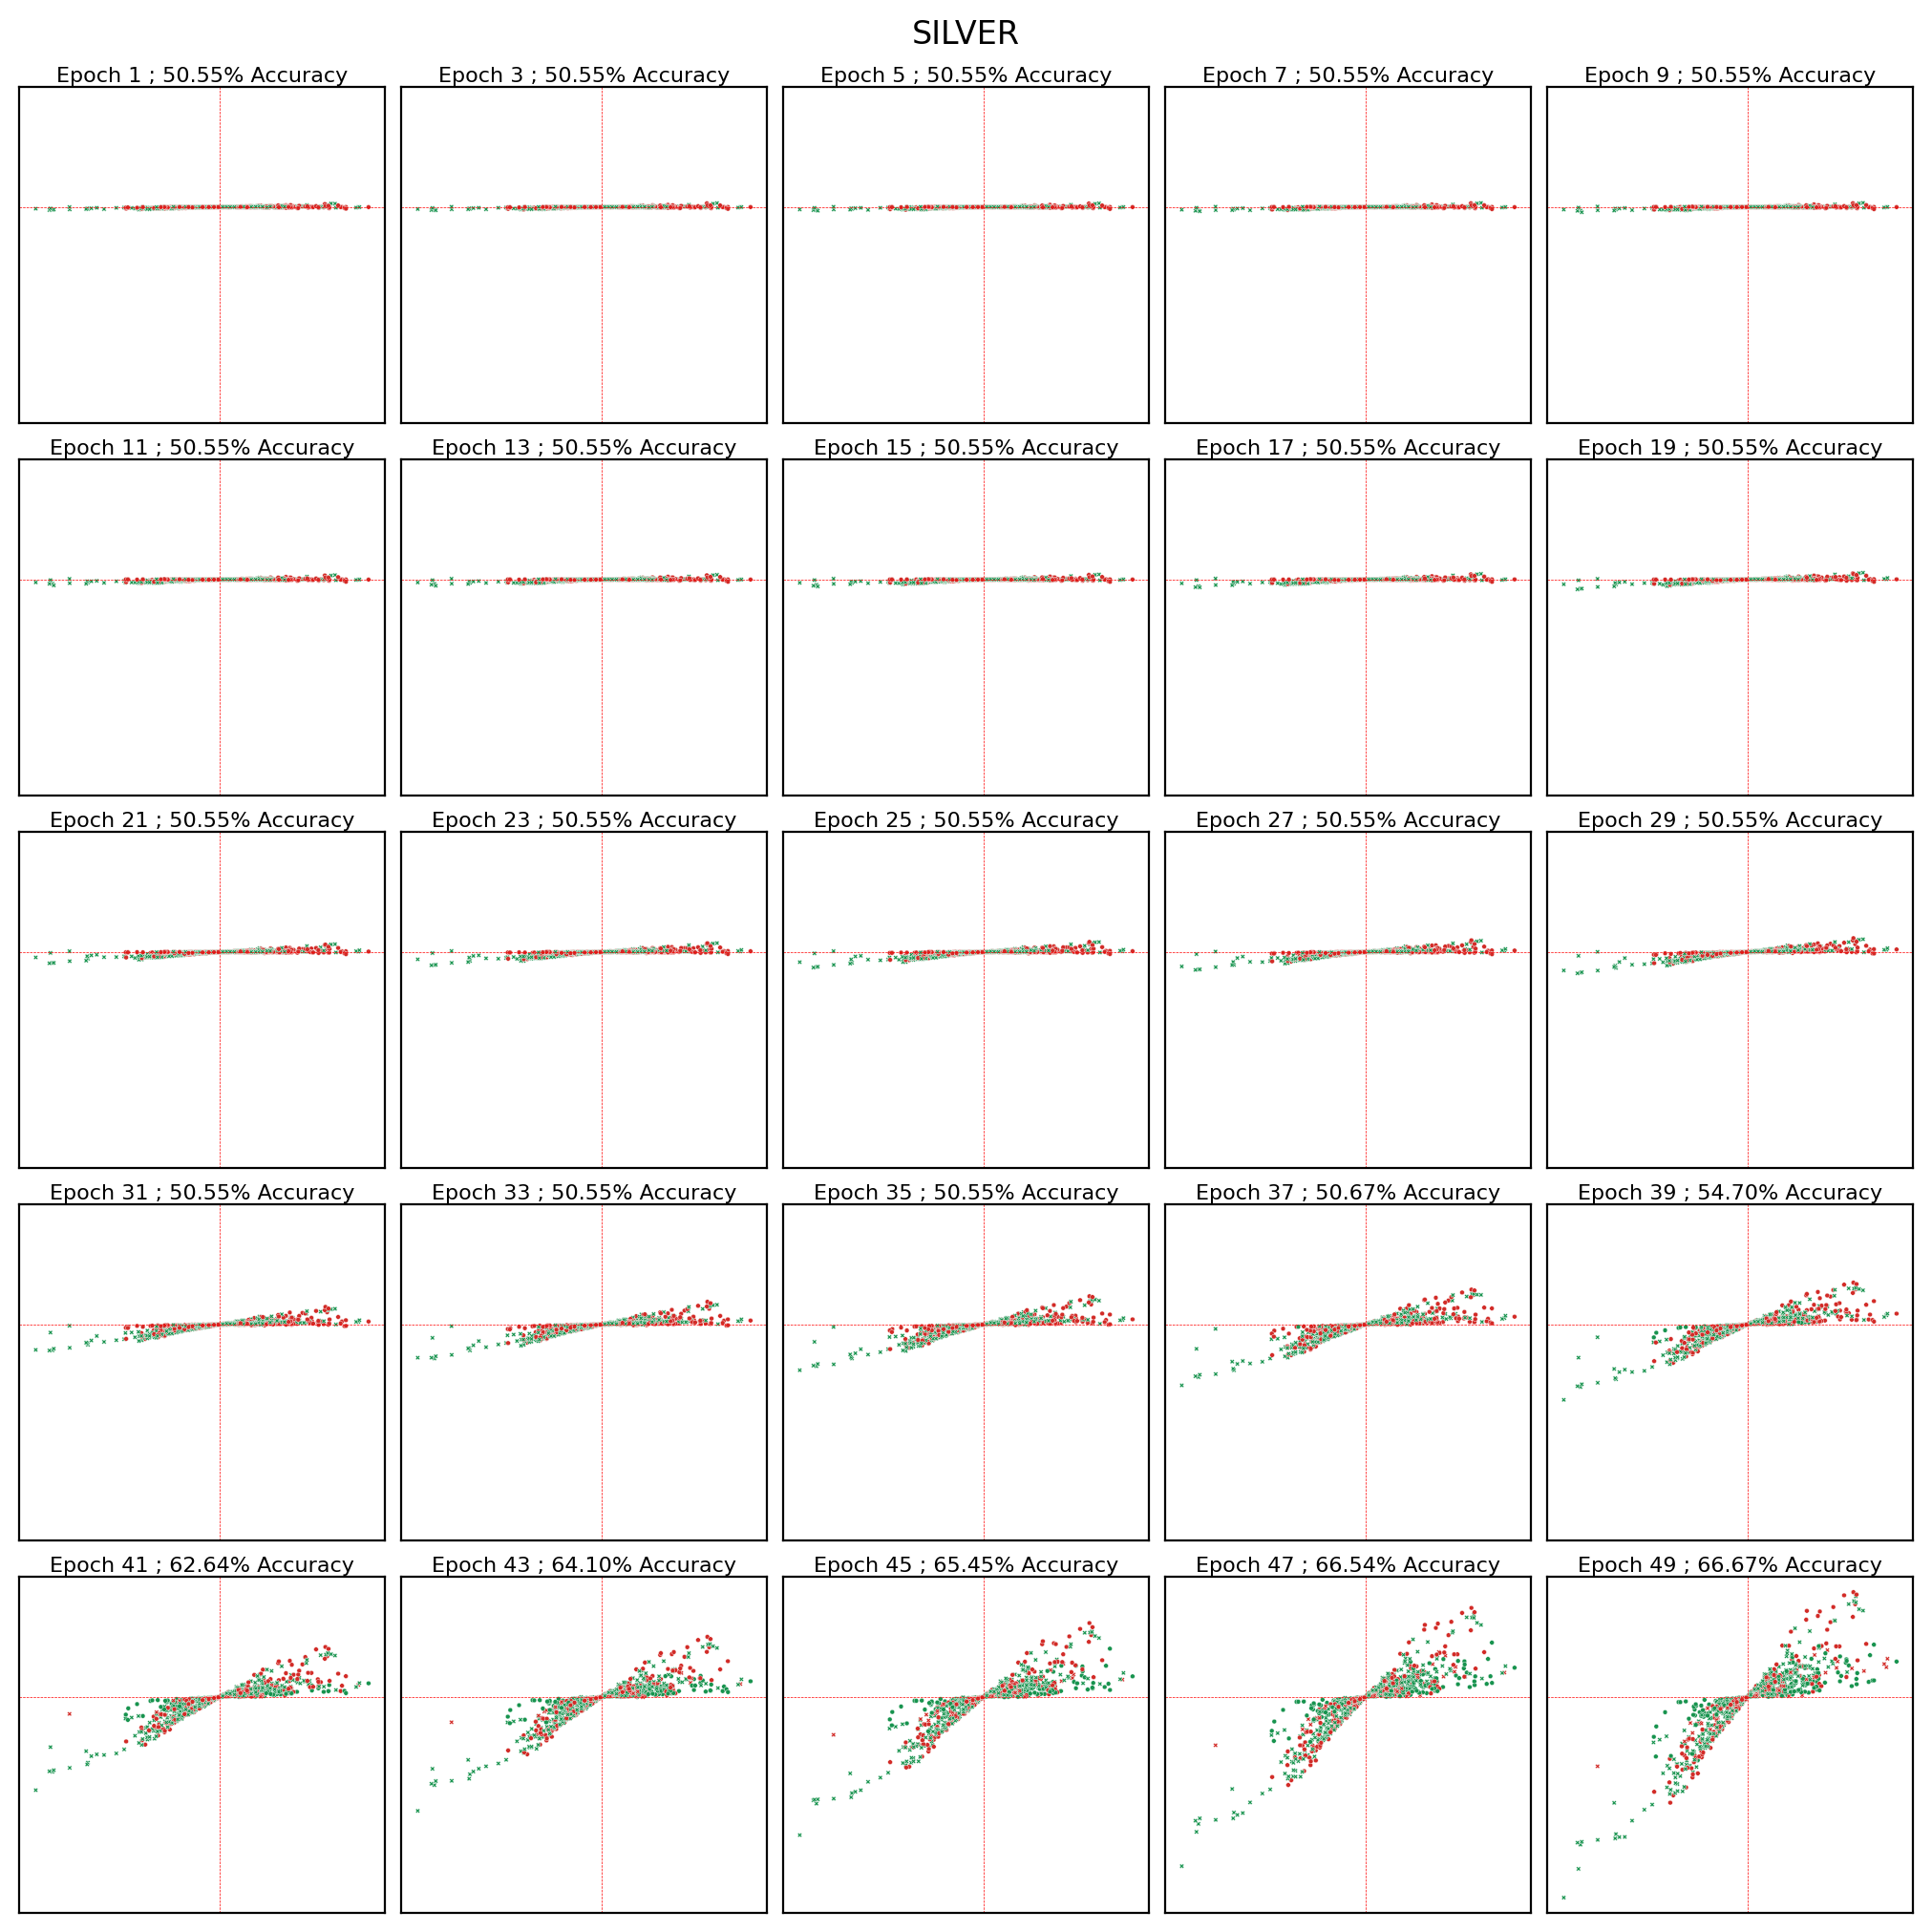 SILVER
Epoch 1 ; 50.55% Accuracy
Epoch 3 ; 50.55% Accuracy
Epoch 5 ; 50.55% Accuracy
Epoch 7 ; 50.55% Accuracy
Epoch 9 ; 50.55% Accuracy
Epoch 11 ; 50.55% Accuracy
Epoch 13 ; 50.55% Accuracy
Epoch 15 ; 50.55% Accuracy
Epoch 17 ; 50.55% Accuracy
Epoch 19 ; 50.55% Accuracy
Epoch 21 ; 50.55% Accuracy
Epoch 23 ; 50.55% Accuracy
Epoch 25 ; 50.55% Accuracy
Epoch 27 ; 50.55% Accuracy
Epoch 29 ; 50.55% Accuracy
Epoch 31 ; 50.55% Accuracy
Epoch 33 ; 50.55% Accuracy
Epoch 35 ; 50.55% Accuracy
Epoch 37 ; 50.67% Accuracy
Epoch 39 ; 54.70% Accuracy
Epoch 41 ; 62.64% Accuracy
Epoch 43 ; 64.10% Accuracy
Epoch 45 ; 65.45% Accuracy
Epoch 47 ; 66.54% Accuracy
Epoch 49 ; 66.67% Accuracy